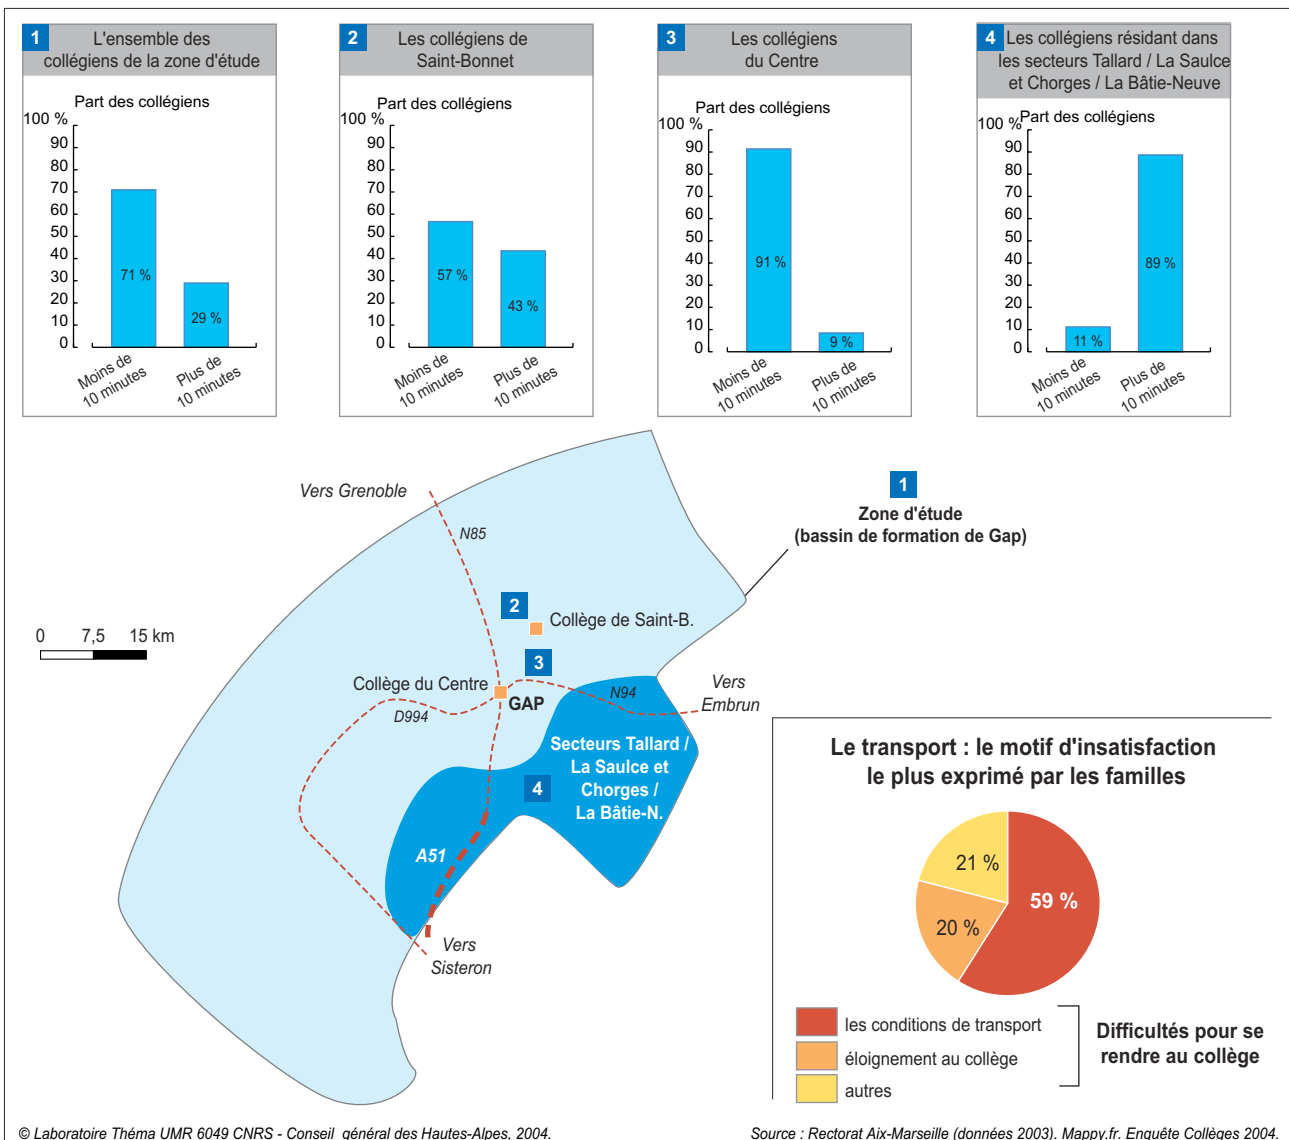 1
L'ensemble des
collégiens de la zone d'étude
Part des collégiens
100 %
90
80
70
60
50
40
30
20
10
0
71 %
29 %
Moins de
10 minutes
Plus de
10 minutes
2
Les collégiens de
Saint-Bonnet
Part des collégiens
100 %
90
80
70
60
50
40
30
20
10
0
57 %
43 %
Moins de
10 minutes
Plus de
10 minutes
3
Les collégiens
du Centre
Part des collégiens
100 %
90
80
70
60
50
40
30
20
10
0
91 %
9 %
Moins de
10 minutes
Plus de
10 minutes
4
Les collégiens résidant dans
les secteurs Tallard / La Saulce
et Chorges / La Bâtie-Neuve
Part des collégiens
100 %
90
80
70
60
50
40
30
20
10
0
11 %
89 %
Moins de
10 minutes
Plus de
10 minutes
Vers Grenoble
N85
1
Zone d'étude
(bassin de formation de Gap)
2
Collège de Saint-B.
0 7,5 15 km
3
Collège du Centre
GAP
D994
N94
Vers
Embrun
Secteurs Tallard /
La Saulce et
Chorges /
La Bâtie-N.
4
A51
Vers
Sisteron
Le transport : le motif d'insatisfaction
le plus exprimé par les familles
21 %
59 %
20 %
les conditions de transport
éloignement au collège
autres
Difficultés pour se
rendre au collège
© Laboratoire Théma UMR 6049 CNRS - Conseil général des Hautes-Alpes, 2004.
Source : Rectorat Aix-Marseille (données 2003), Mappy.fr, Enquête Collèges 2004.